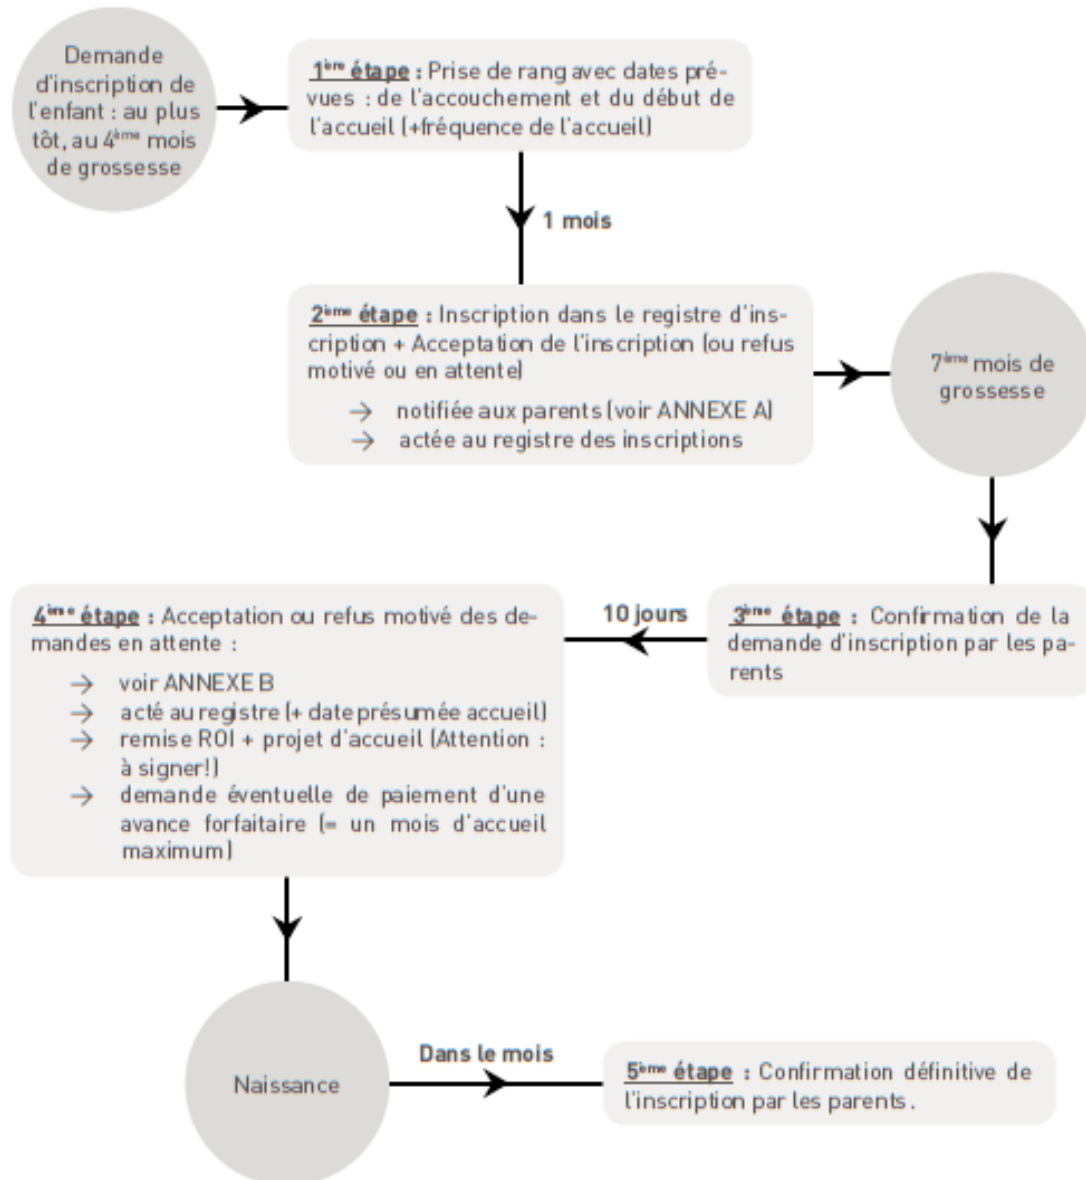 Demande
d'inscription de
l'enfant : au plus
tôt, au 4ème mois
de grossesse
1ère étape : Prise de rang avec dates pré-
vues : de l'accouchement et du début de
l'accueil (+fréquence de l'accueil)
1 mois
2ème étape : Inscription dans le registre d'ins-
cription + Acceptation de l'inscription (ou refus
motivé ou en attente)
→ notifiée aux parents (voir ANNEXE A)
→ actée au registre des inscriptions
7ème mois de
grossesse
3ème étape : Confirmation de la
demande d'inscription par les pa-
rents
10 jours
4ème étape : Acceptation ou refus motivé des de-
mandes en attente :
→ voir ANNEXE B
→ acté au registre (+ date présumée accueil)
→ remise ROI + projet d'accueil (Attention :
à signer!)
→ demande éventuelle de paiement d'une
avance forfaitaire (= un mois d'accueil
maximum)
Naissance
Dans le mois
5ème étape : Confirmation définitive de
l'inscription par les parents.